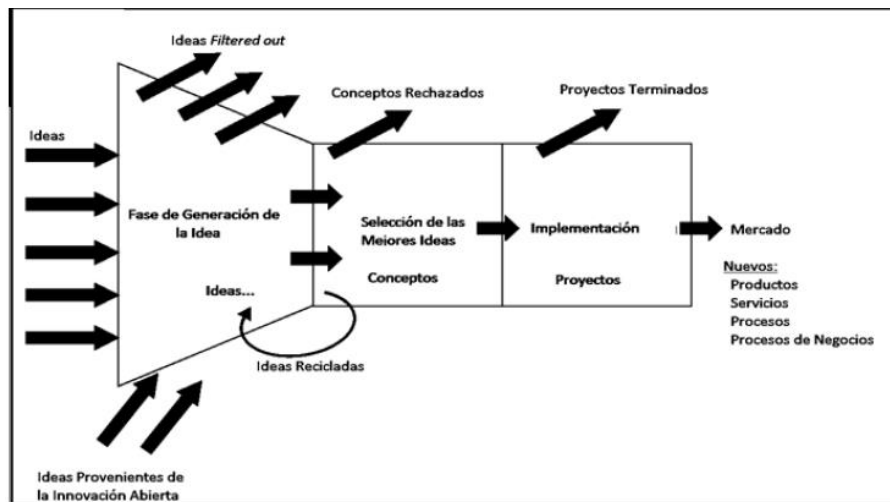 Ideas Filtered out
Conceptos Rechazados
Proyectos Terminados
Ideas
Fase de Generación de
la Idea
Selección de las
Mejores Ideas
Implementación
Mercado
Conceptos
Proyectos
Nuevos:
Productos
Servicios
Procesos
Procesos de Negocios
Ideas...
Ideas Recicladas
Ideas Provenientes de
la Innovación Abierta